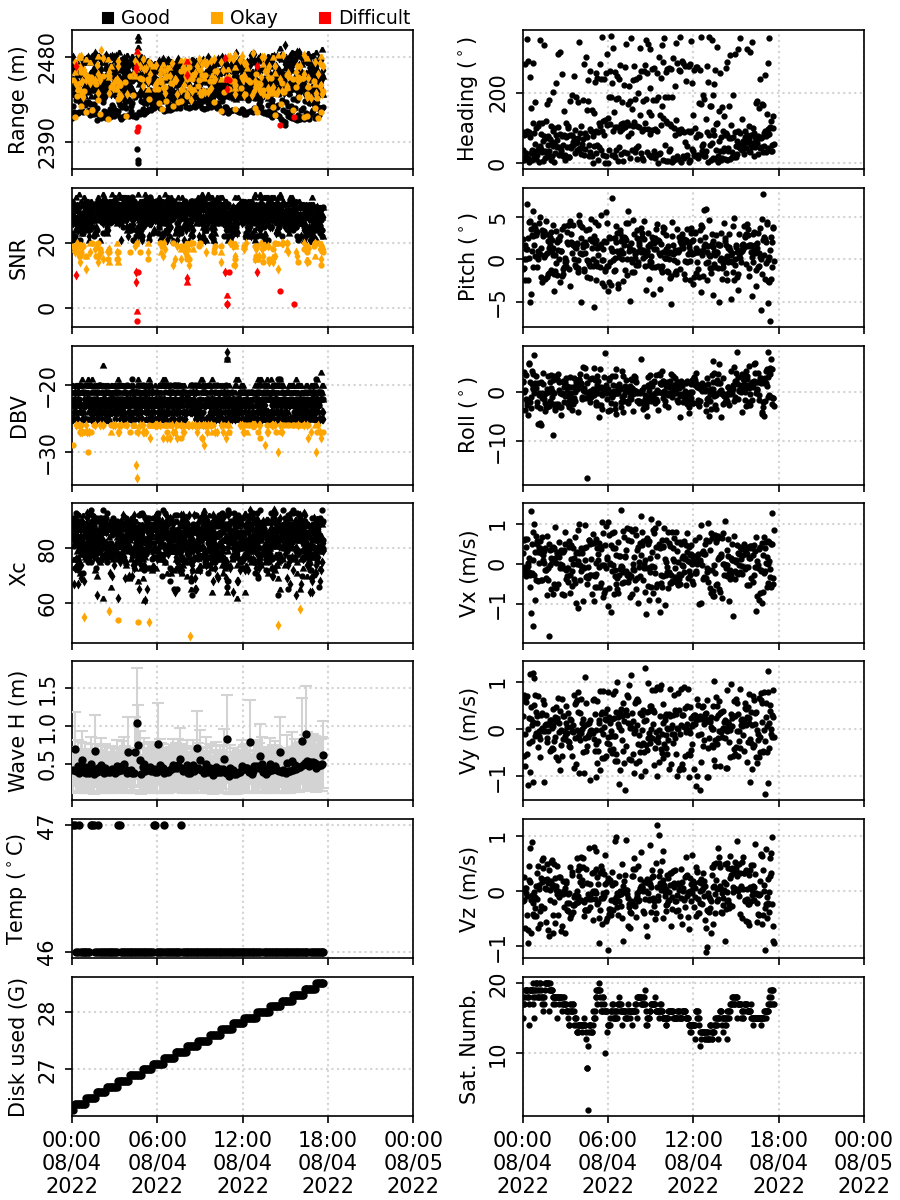 Good Okay Difficult
Range (m)
2480
2390
Heading (°)
200
0
SNR
20
0
Pitch (°)
5
0
−5
DBV
−20
−30
Roll (°)
0
−10
Xc
80
60
Vx (m/s)
1
0
−1
Wave H (m)
1.5
1.0
0.5
Vy (m/s)
1
0
−1
Temp (°C)
47
46
Vz (m/s)
1
0
−1
Disk used (G)
28
27
Sat. Numb.
20
10
00:00 06:00 12:00 18:00 00:00
08/04 08/04 08/04 08/04 08/05
2022 2022 2022 2022 2022
00:00 06:00 12:00 18:00 00:00
08/04 08/04 08/04 08/04 08/05
2022 2022 2022 2022 2022